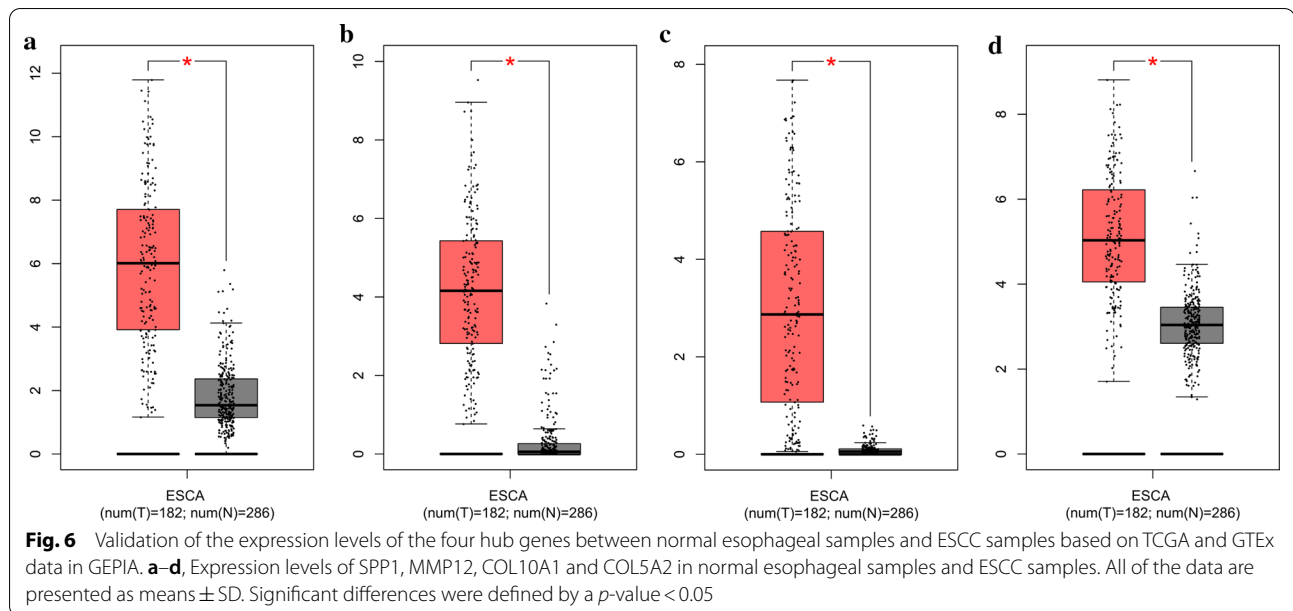 a
12
10
8
6
4
2
0
*
ESCA
(num(T)=182; num(N)=286)
b
10
8
6
4
2
0
*
ESCA
(num(T)=182; num(N)=286)
c
8
6
4
2
0
*
ESCA
(num(T)=182; num(N)=286)
d
8
6
4
2
0
*
ESCA
(num(T)=182; num(N)=286)
Fig. 6 Validation of the expression levels of the four hub genes between normal esophageal samples and ESCC samples based on TCGA and GTEx
data in GEPIA. a–d, Expression levels of SPP1, MMP12, COL10A1 and COL5A2 in normal esophageal samples and ESCC samples. All of the data are
presented as means ± SD. Significant differences were defined by a p-value < 0.05